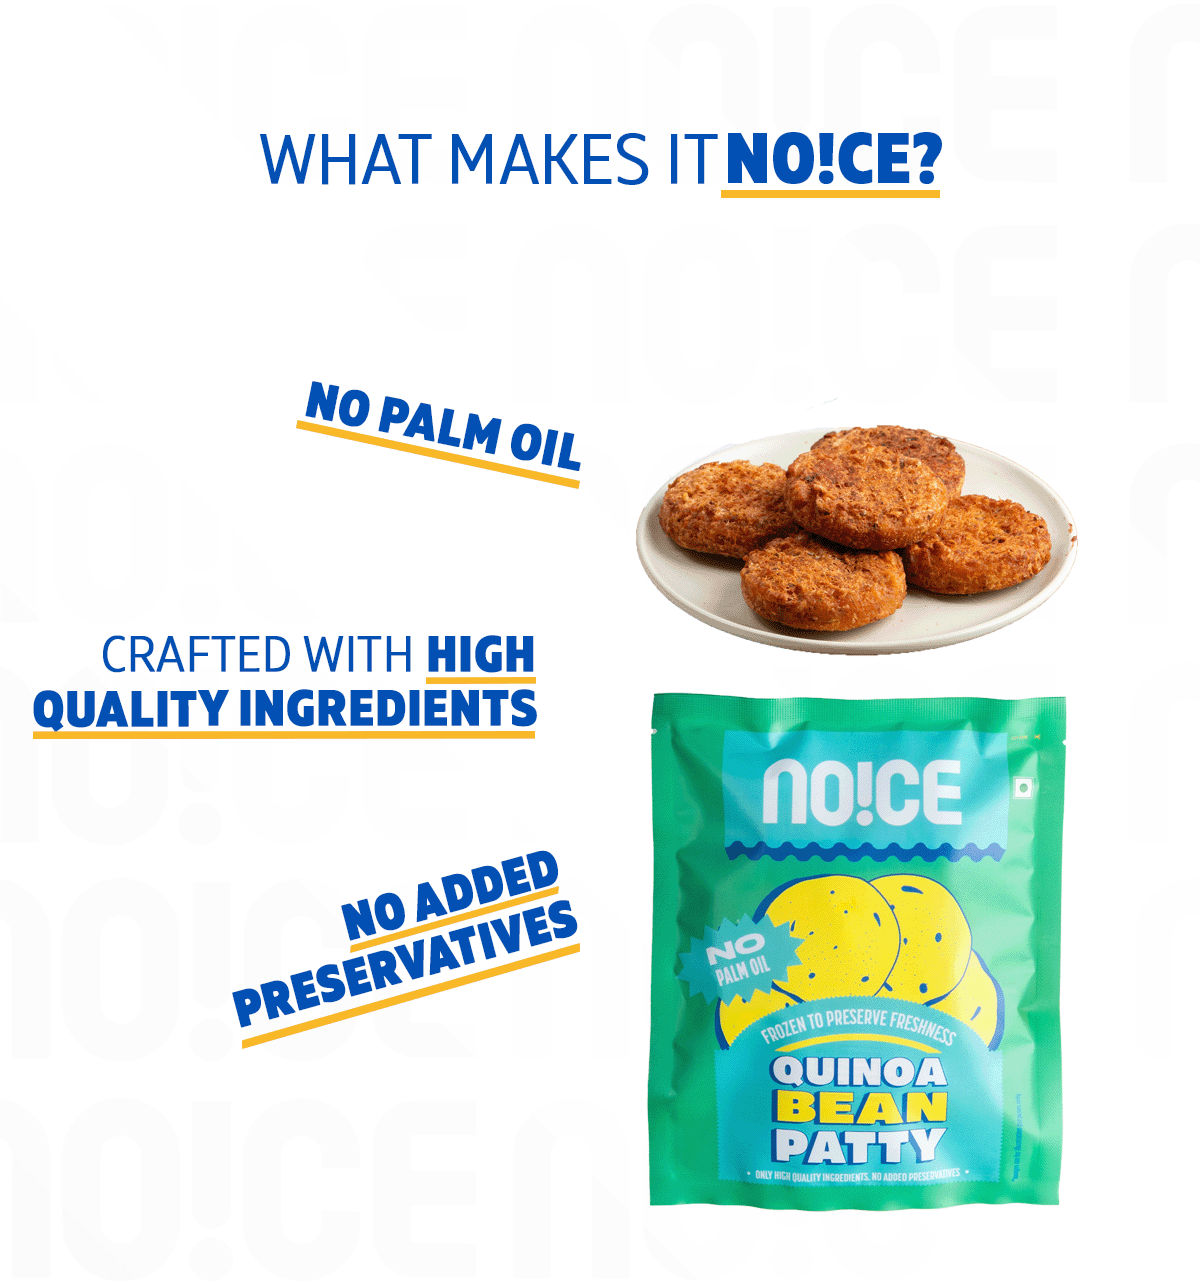 WHAT MAKES IT NO!CE?
NO PALM OIL
CRAFTED WITH HIGH
QUALITY INGREDIENTS
NO ADDED
PRESERVATIVES
NO!CE
NO
PALM OIL
FROZEN TO PRESERVE FRESHNESS
QUINOA
BEAN
PATTY
• ONLY HIGH QUALITY INGREDIENTS. NO ADDED PRESERVATIVES •